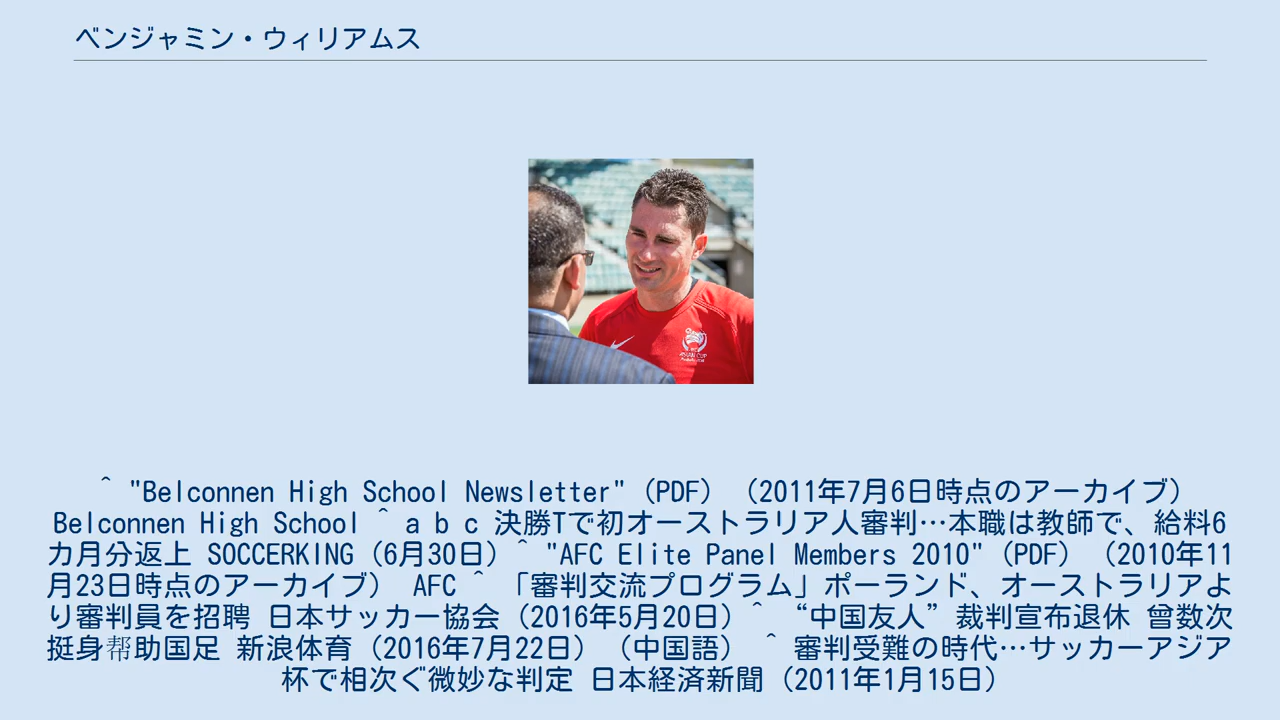 ベンジャミン・ウィリアムス
ASIAN CUP
^ "Belconnen High School Newsletter"（PDF）（2011年7月6日時点のアーカイブ）
Belconnen High School ^ a b c 決勝Tで初オーストラリア人審判…本職は教師で、給料6
カ月分返上 SOCCERKING（6月30日）^ "AFC Elite Panel Members 2010"（PDF）（2010年11
月23日時点のアーカイブ） AFC ^ 「審判交流プログラム」ポーランド、オーストラリアよ
り審判員を招聘 日本サッカー協会（2016年5月20日）^ “中国友人”裁判宣布退休 曾数次
挺身帮助国足 新浪体育（2016年7月22日）（中国語） ^ 審判受難の時代…サッカーアジア
杯で相次ぐ微妙な判定 日本経済新聞（2011年1月15日）